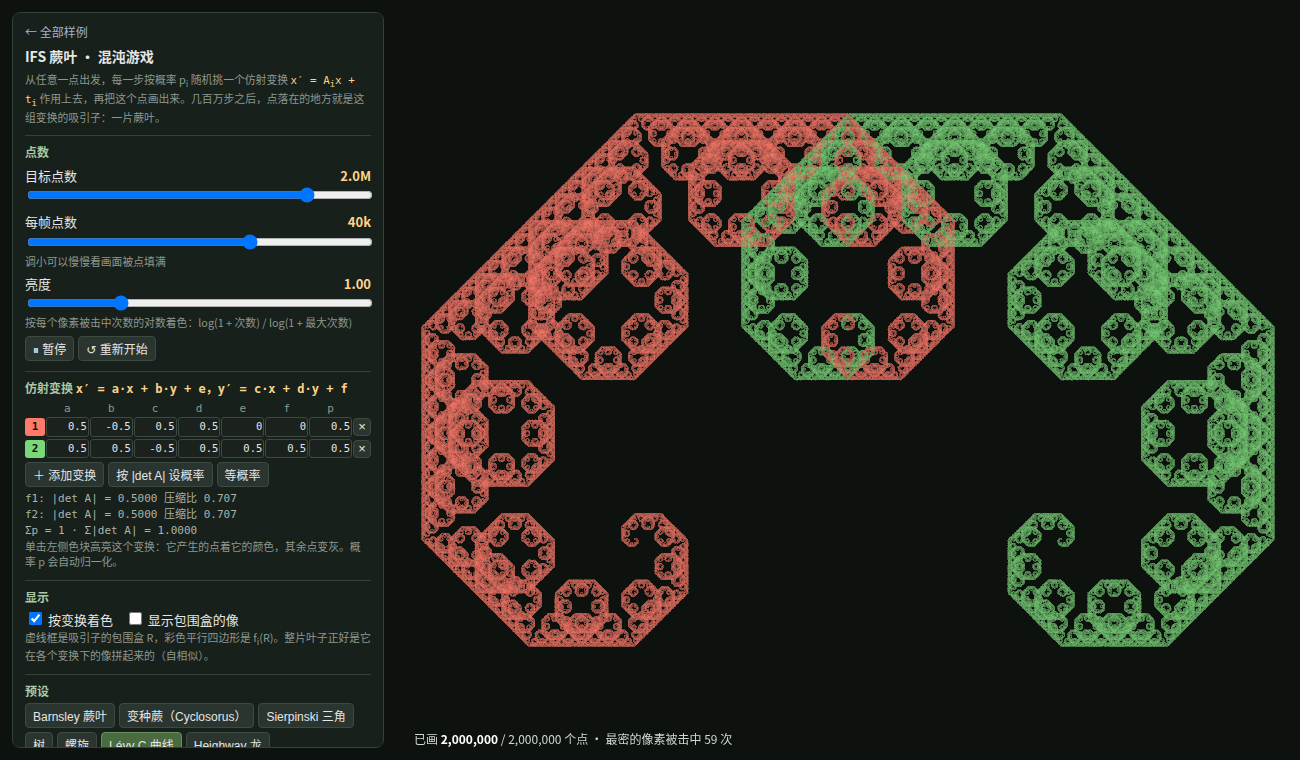 ← 全部样例
IFS 蕨叶 · 混沌游戏
从任意一点出发，每一步按概率 pi 随机挑一个仿射变换 x′ = Aix +
ti 作用上去，再把这个点画出来。几百万步之后，点落在的地方就是这
组变换的吸引子：一片蕨叶。
点数
目标点数 2.0M
每帧点数 40k
调小可以慢慢看画面被点填满
亮度 1.00
按每个像素被击中次数的对数着色：log(1 + 次数) / log(1 + 最大次数)
⏸ 暂停 ↺ 重新开始
仿射变换 x′ = a·x + b·y + e, y′ = c·x + d·y + f
a b c d e f p
1 0.5 -0.5 0.5 0.5 0 0 0.5 ×
2 0.5 0.5 -0.5 0.5 0.5 0.5 0.5 ×
＋ 添加变换 按 |det A| 设概率 等概率
f1: |det A| = 0.5000 压缩比 0.707
f2: |det A| = 0.5000 压缩比 0.707
Σp = 1 · Σ|det A| = 1.0000
单击左侧色块高亮这个变换：它产生的点着它的颜色，其余点变灰。概
率 p 会自动归一化。
显示
按变换着色 显示包围盒的像
虚线框是吸引子的包围盒 R，彩色平行四边形是 fi(R)。整片叶子正好是它
在各个变换下的像拼起来的（自相似）。
预设
Barnsley 蕨叶 变种蕨（Cyclosorus） Sierpinski 三角
树 螺旋 Lévy C 曲线 Heighway 龙
已画 2,000,000 / 2,000,000 个点 · 最密的像素被击中 59 次